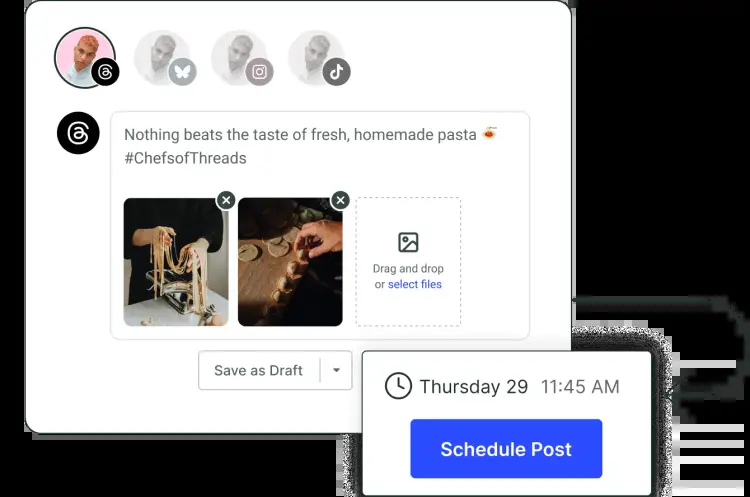 Nothing beats the taste of fresh, homemade pasta 🍝
#ChefsofThreads
Drag and drop
or select files
Save as Draft
Thursday 29 11:45 AM
Schedule Post